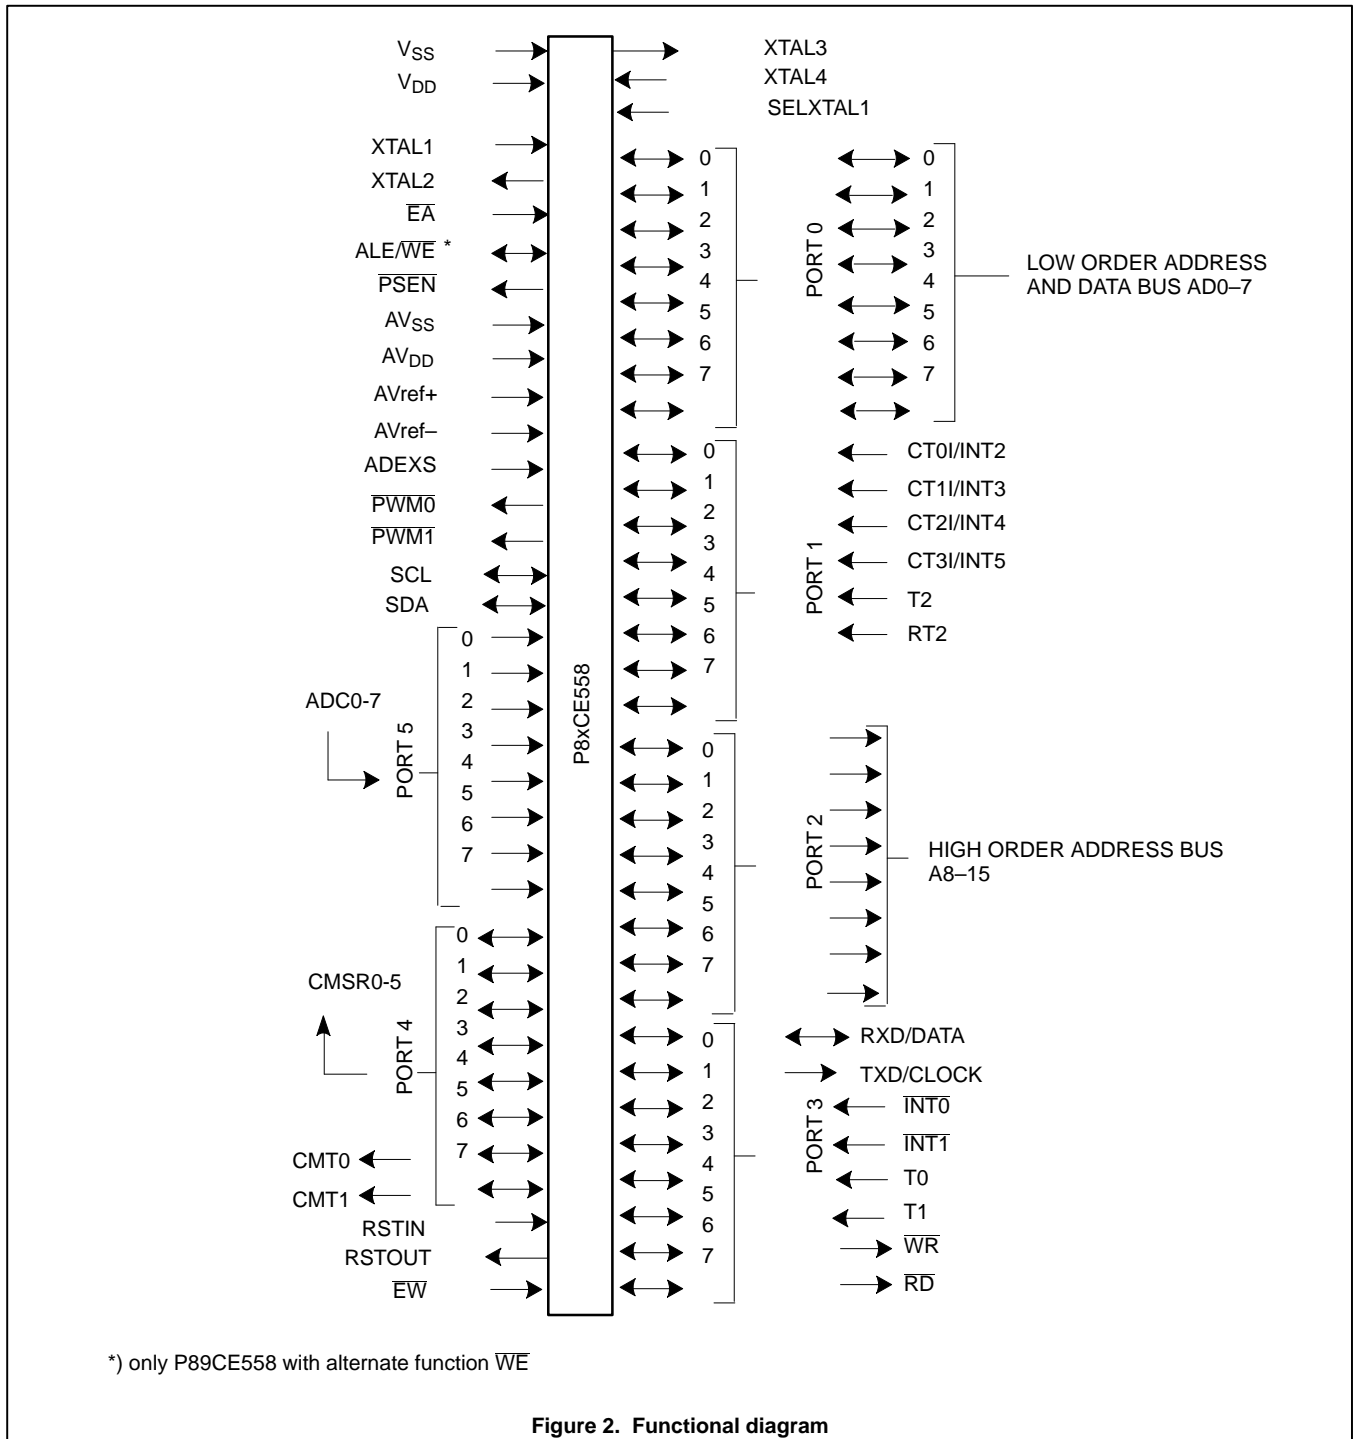 VSS
VDD
XTAL1
XTAL2
EA
ALE/WE *
PSEN
AVSS
AVDD
AVref+
AVref–
ADEXS
PWM0
PWM1
SCL
SDA
ADC0-7
PORT 5
0
1
2
3
4
5
6
7
CMSR0-5
PORT 4
0
1
2
3
4
5
6
7
CMT0
CMT1
RSTIN
RSTOUT
EW
P8xCE558
XTAL3
XTAL4
SELXTAL1
0
1
2
3
4
5
6
7
PORT 0
0
1
2
3
4
5
6
7
LOW ORDER ADDRESS
AND DATA BUS AD0–7
0
1
2
3
4
5
6
7
PORT 1
CT0I/INT2
CT1I/INT3
CT2I/INT4
CT3I/INT5
T2
RT2
0
1
2
3
4
5
6
7
PORT 2
HIGH ORDER ADDRESS BUS
A8–15
0
1
2
3
4
5
6
7
PORT 3
RXD/DATA
TXD/CLOCK
INT0
INT1
T0
T1
WR
RD
*) only P89CE558 with alternate function WE
Figure 2. Functional diagram